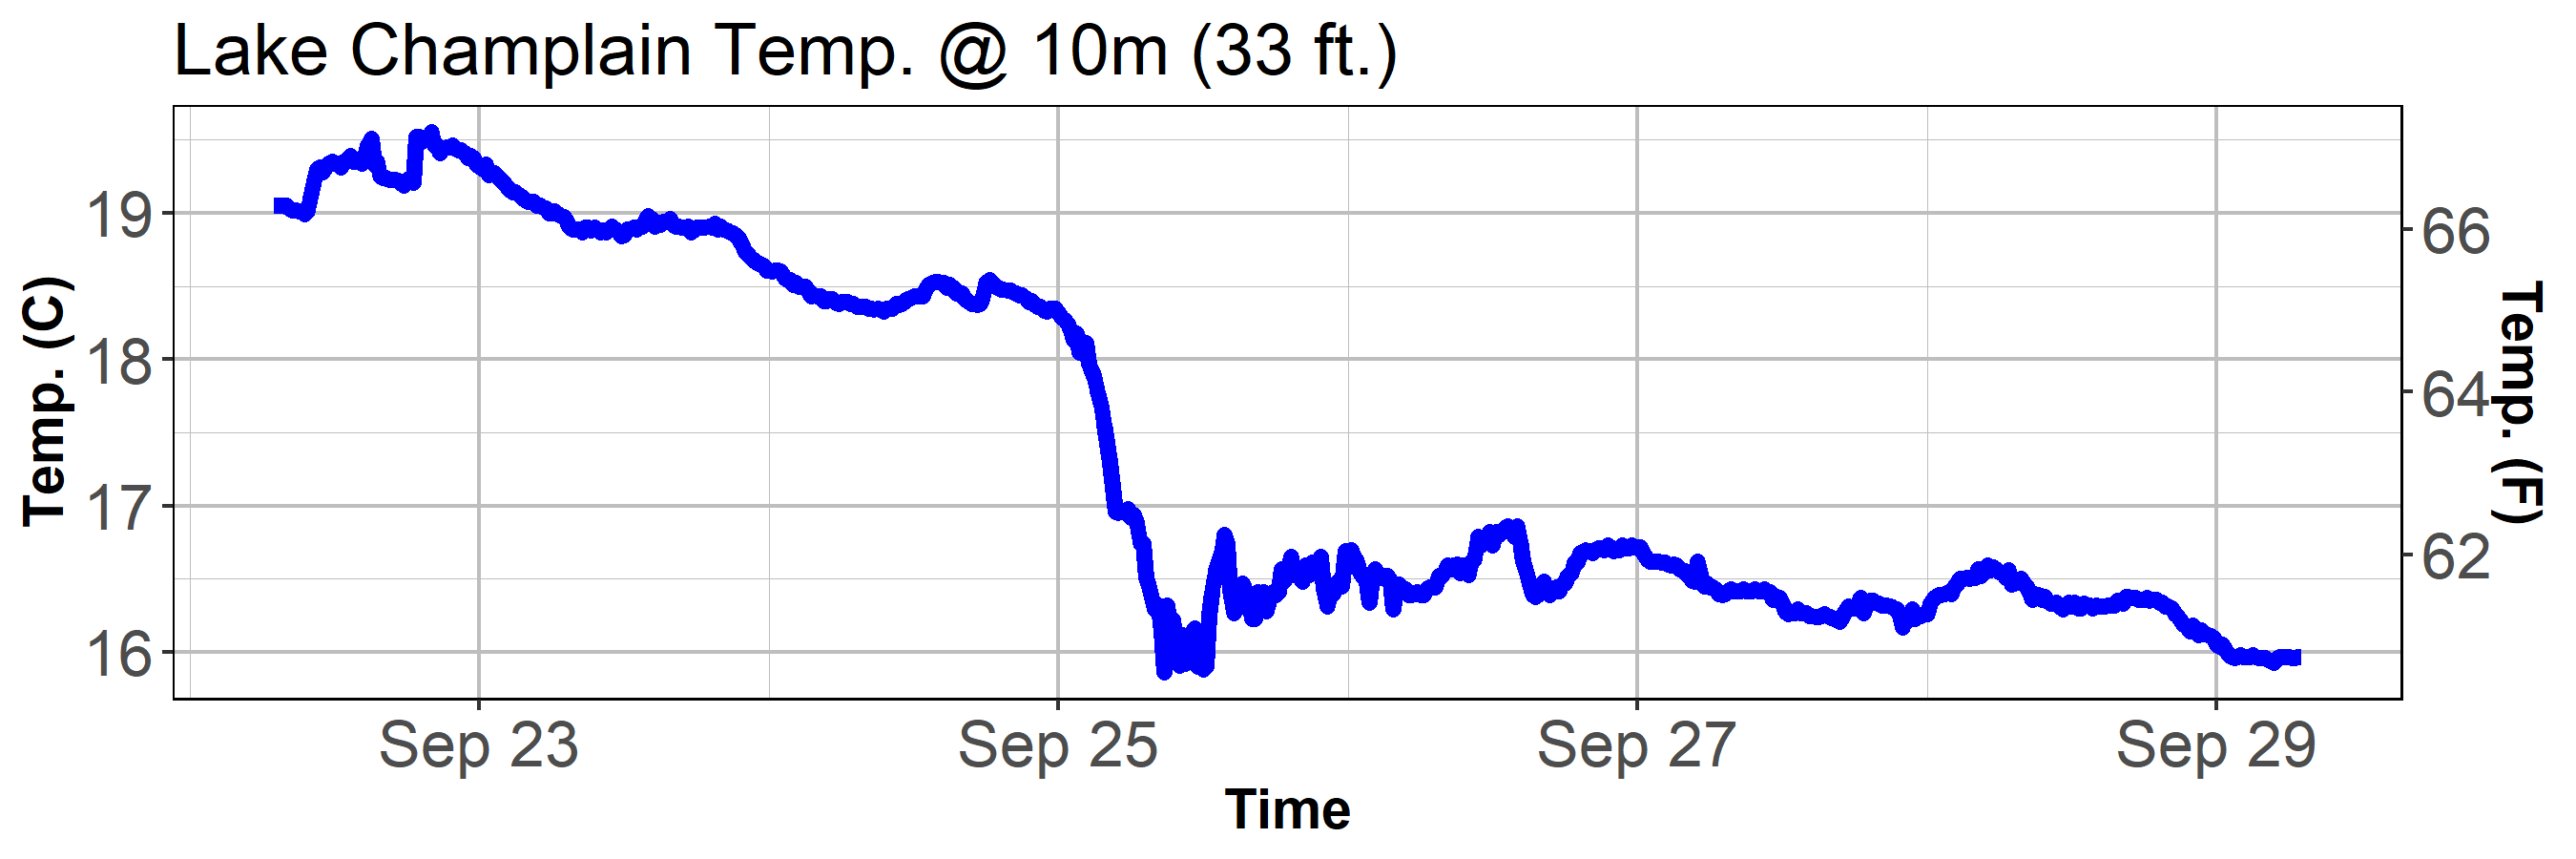 Lake Champlain Temp. @ 10m (33 ft.)
Temp. (C)
19
18
17
16
66
64
62
Temp. (F)
Sep 23
Sep 25
Sep 27
Sep 29
Time